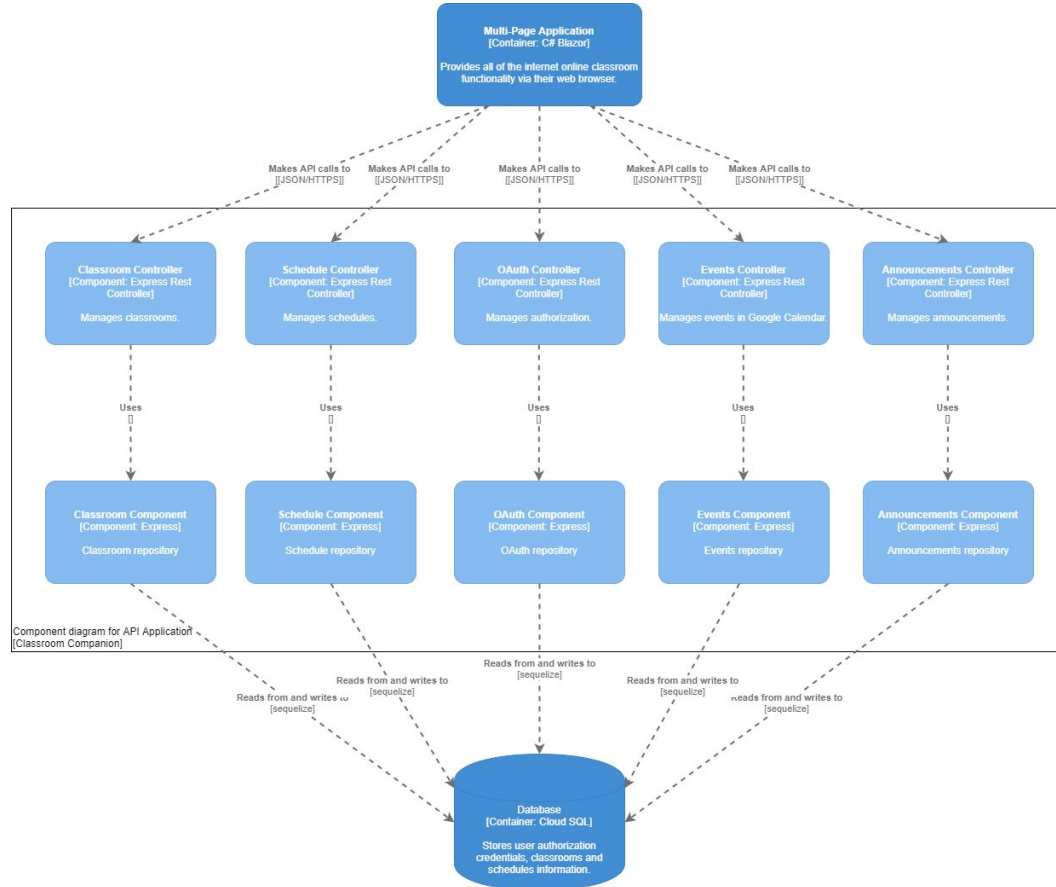 Multi-Page Application
[Container: C# Blazor]
Provides all of the internet online classroom
functionality via their web browser.
Makes API calls to
[[JSON/HTTPS]]
Makes API calls to
[[JSON/HTTPS]]
Makes API calls to
[[JSON/HTTPS]]
Makes API calls to
[[JSON/HTTPS]]
Makes API calls to
[[JSON/HTTPS]]
Classroom Controller
[Component: Express Rest
Controller]
Manages classrooms.
Schedule Controller
[Component: Express Rest
Controller]
Manages schedules.
OAuth Controller
[Component: Express Rest
Controller]
Manages authorization.
Events Controller
[Component: Express Rest
Controller]
Manages events in Google Calendar.
Announcements Controller
[Component: Express Rest
Controller]
Manages announcements.
Uses
[]
Uses
[]
Uses
[]
Uses
[]
Uses
[]
Classroom Component
[Component: Express]
Classroom repository
Schedule Component
[Component: Express]
Schedule repository
OAuth Component
[Component: Express]
OAuth repository
Events Component
[Component: Express]
Events repository
Announcements Component
[Component: Express]
Announcements repository
Component diagram for API Application
[Classroom Companion]
Reads from and writes to
[sequelize]
Reads from and writes to
[sequelize]
Reads from and writes to
[sequelize]
Reads from and writes to
[sequelize]
Reads from and writes to
[sequelize]
Database
[Container: Cloud SQL]
Stores user authorization
credentials, classrooms and
schedules information.